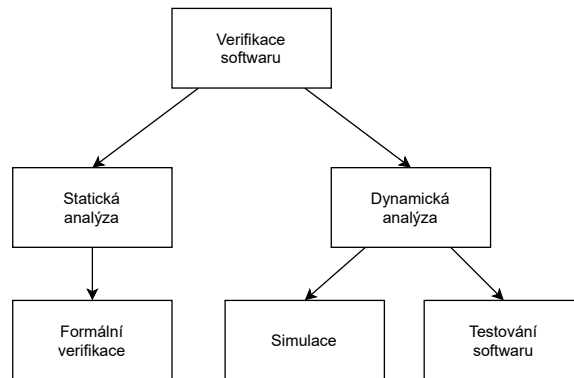 Verifikace
softwaru
Statická
analýza
Dynamická
analýza
Formální
verifikace
Simulace
Testování
softwaru